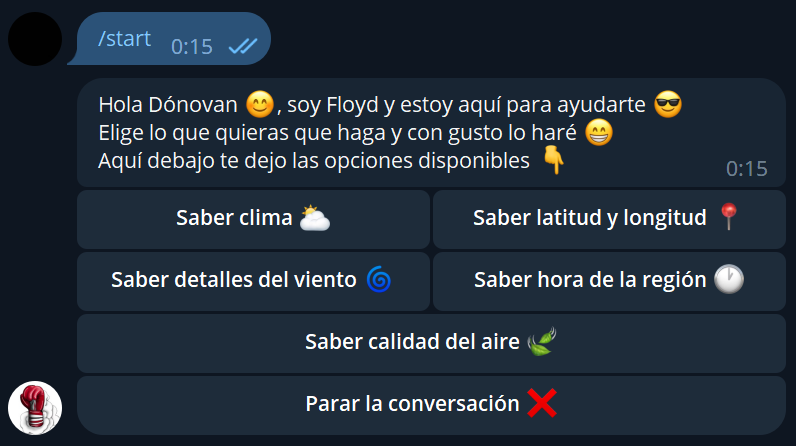 /start 0:15
Hola Dónovan 😊, soy Floyd y estoy aquí para ayudarte 😎
Elige lo que quieras que haga y con gusto lo haré 😁
Aquí debajo te dejo las opciones disponibles 👇
0:15
Saber clima 🌥️
Saber latitud y longitud 📍
Saber detalles del viento 🌀
Saber hora de la región 🕐
Saber calidad del aire 🍃
Parar la conversación ❌